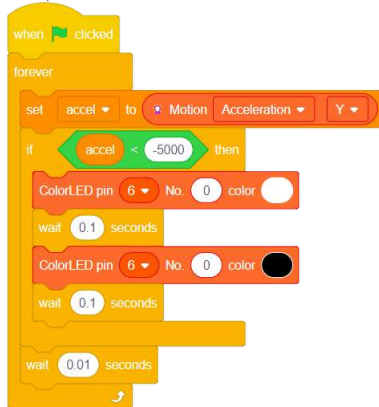 when clicked
forever
set accel to Motion Acceleration Y
if accel < -5000 then
ColorLED pin 6 No. 0 color
wait 0.1 seconds
ColorLED pin 6 No. 0 color
wait 0.1 seconds
wait 0.01 seconds